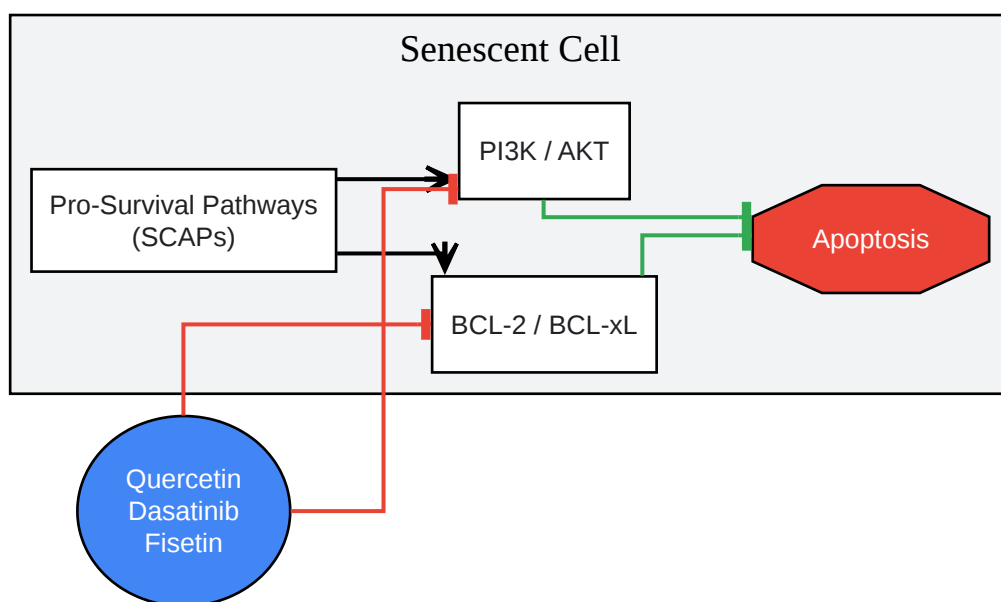 Senescent Cell
PI3K / AKT
Pro-Survival Pathways
(SCAPs)
Apoptosis
BCL-2 / BCL-xL
Quercetin
Dasatinib
Fisetin